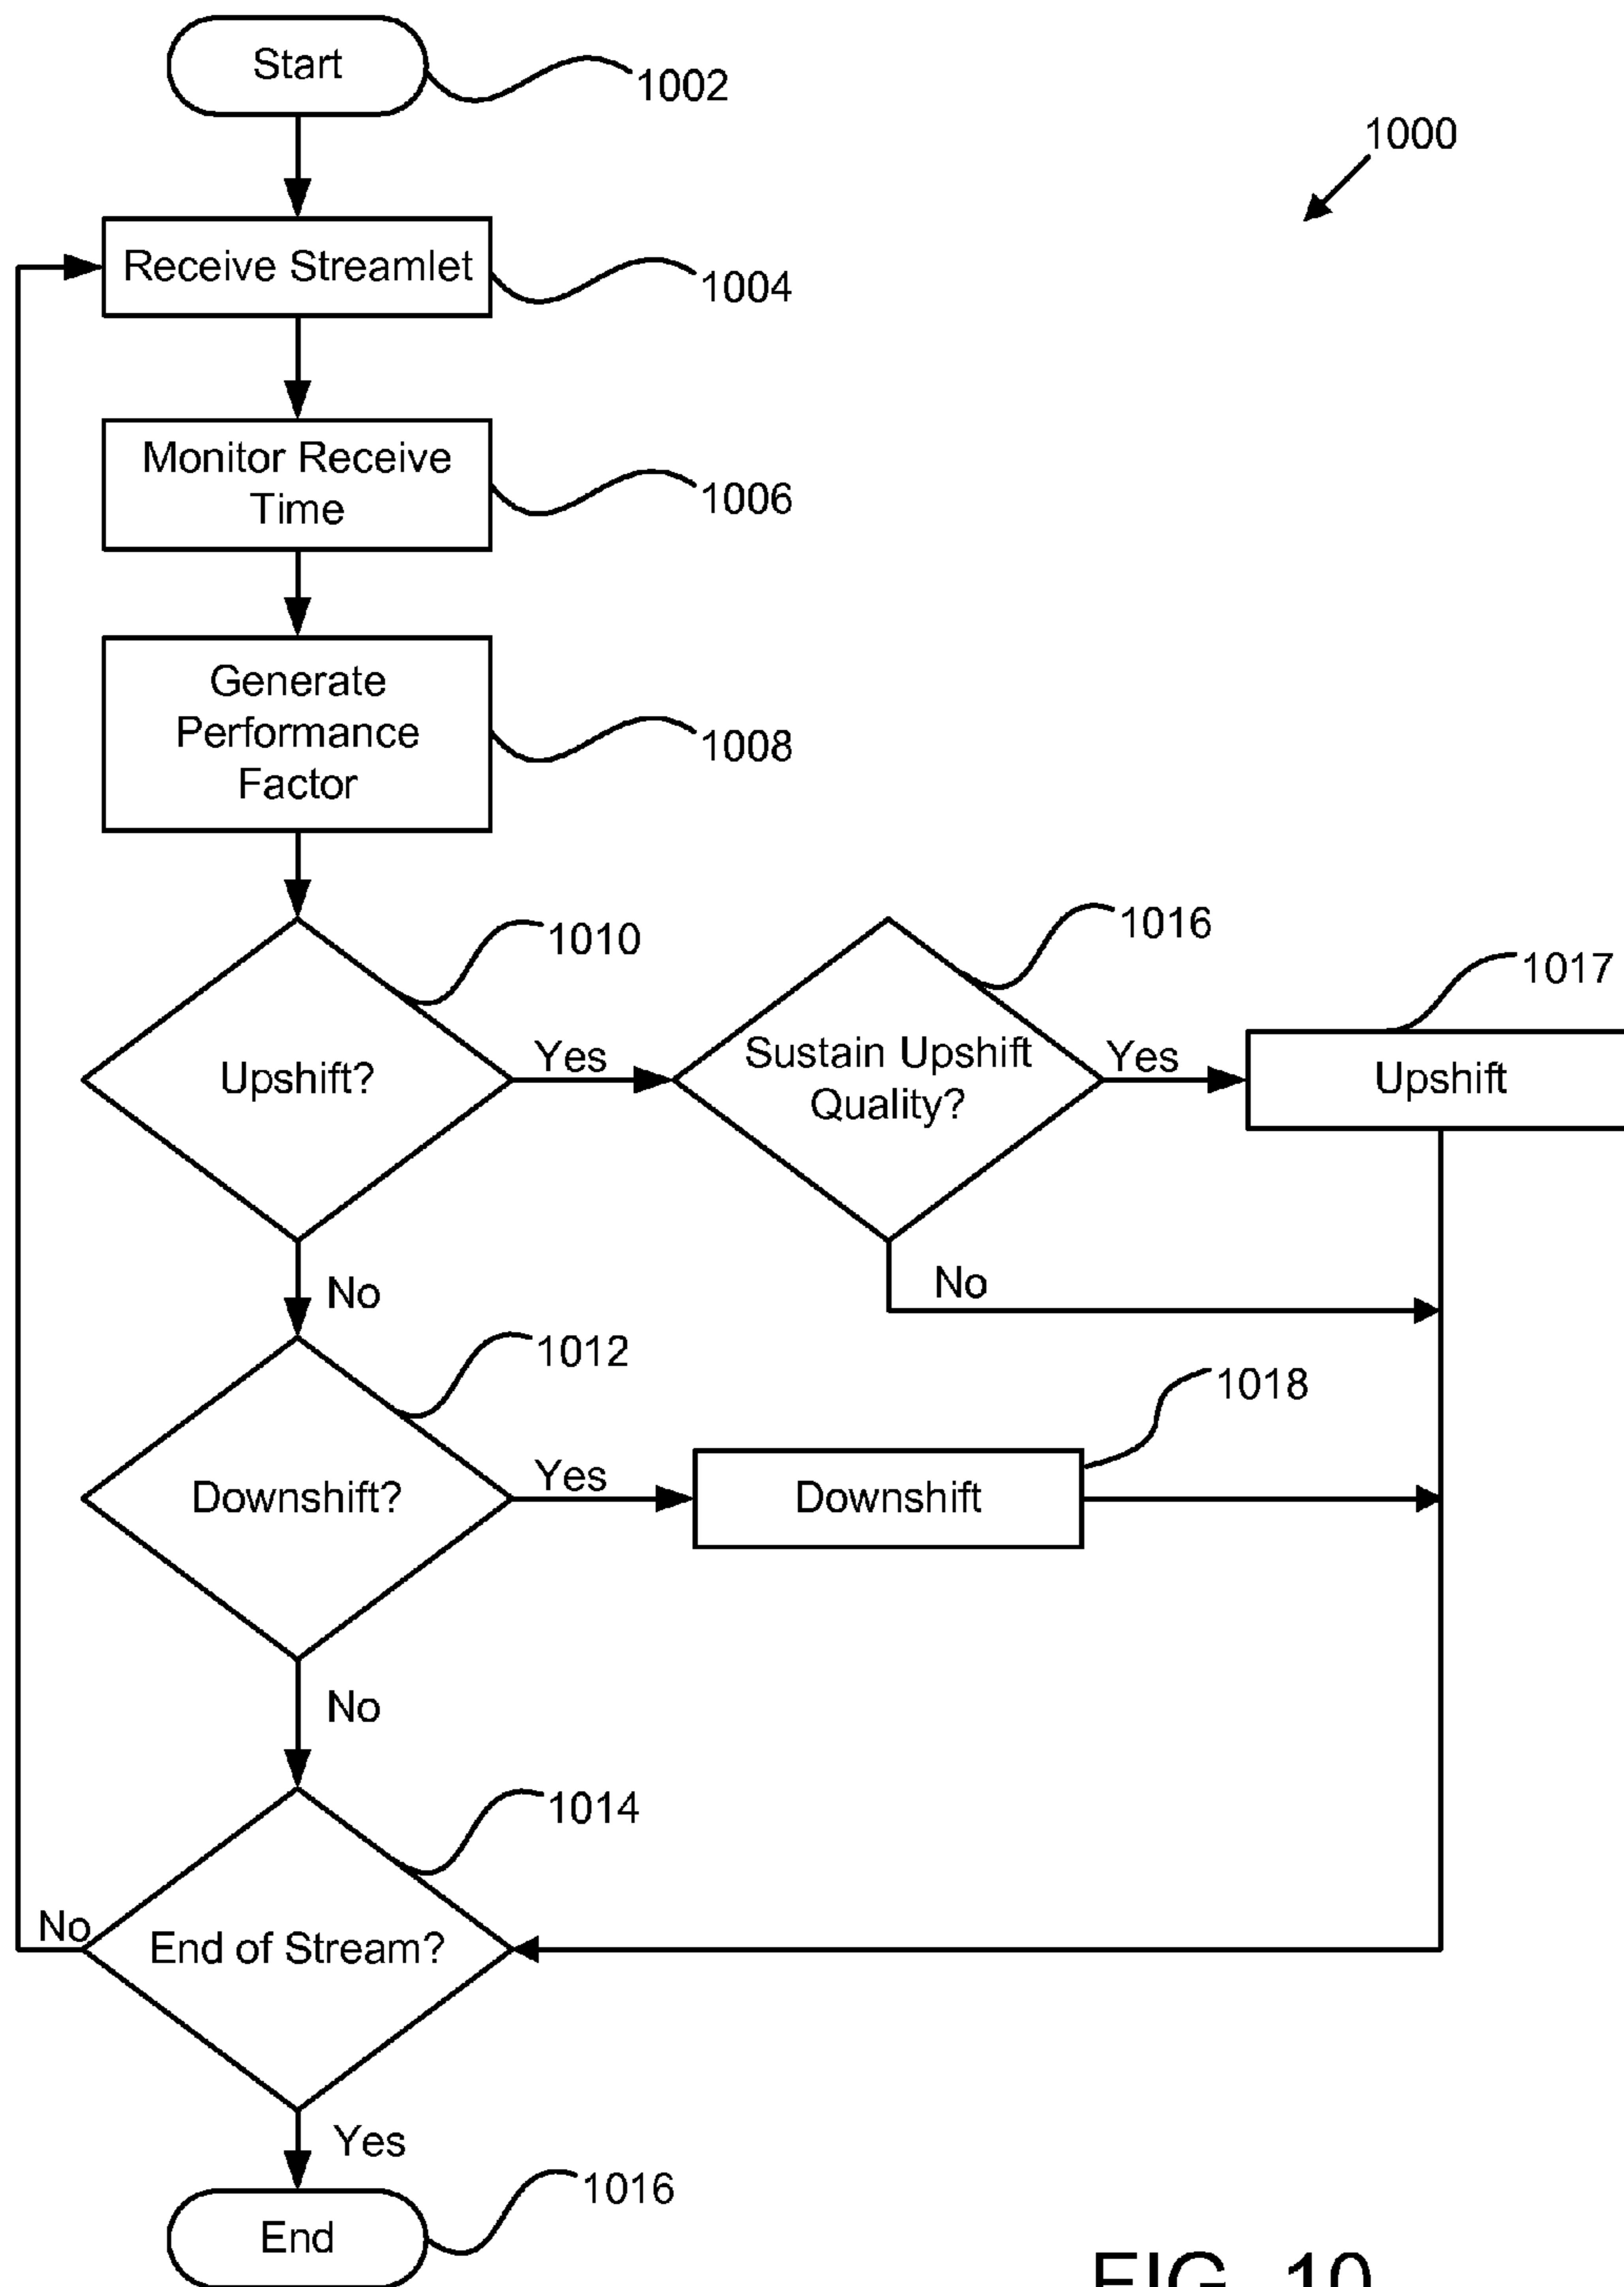 Start
1002
1000
Receive Streamlet
1004
Monitor Receive
Time
1006
Generate
Performance
Factor
1008
1010
1016
1017
Upshift?
Yes
Sustain Upshift
Quality?
Yes
Upshift
No
No
1012
1018
Downshift?
Yes
Downshift
No
1014
No
End of Stream?
Yes
1016
End
FIG. 10